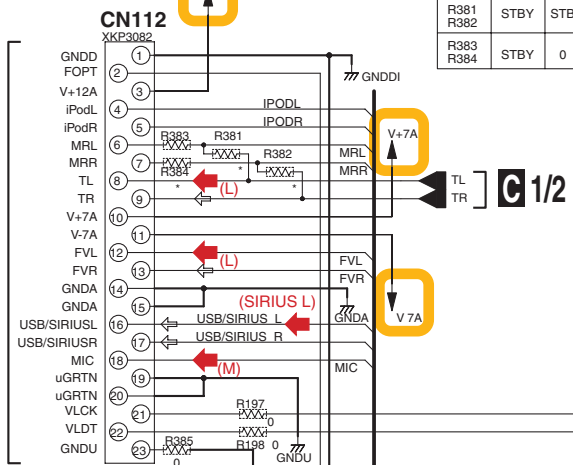 CN112
XKP3082
R381 STBY STB
R382
R383 STBY 0
R384
GNDD 1
FOPT 2
V+12A 3
iPodL 4 IPODL
iPodR 5 IPODR
MRL 6 R383 R381 MRL
MRR 7 R384 R382 MRR
* *
TL 8 (L) TL
TR 9 TR
C 1/2
V+7A 10
V-7A 11
FVL 12 (L) FVL
FVR 13 FVR
GNDA 14
GNDA 15
USB/SIRIUSL 16 USB/SIRIUS L (SIRIUS L)
USB/SIRIUSR 17 USB/SIRIUS R
MIC 18 (M) MIC
uGRTN 19
uGRTN 20
VLCK 21 R197 0
VLDT 22 R198 0
GNDU 23 R385 0
GNDDI
V+7A
V 7A
GNDA
GNDU